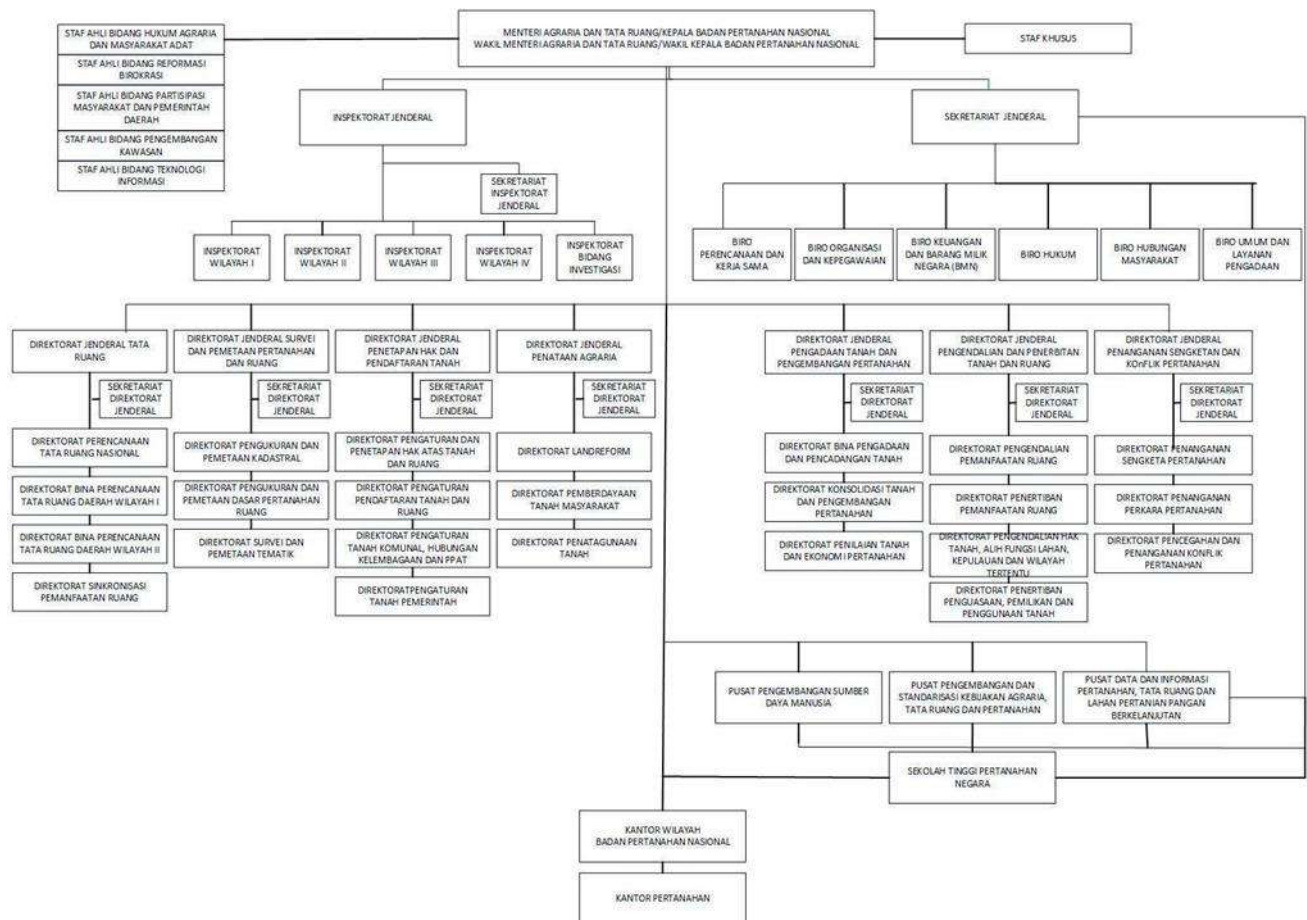 STAF AHLI BIDANG HUKUM AGRARIA
DAN MASYARAKAT ADAT
STAF AHLI BIDANG REFORMASI
BIROKRASI
STAF AHLI BIDANG PARTISIPASI
MASYARAKAT DAN PEMERINTAH
DAERAH
STAF AHLI BIDANG PENGEMBANGAN
KAWASAN
STAF AHLI BIDANG TEKNOLOGI
INFORMASI
MENTERI AGRARIA DAN TATA RUANG/KEPALA BADAN PERTANAHAN NASIONAL
WAKIL MENTERI AGRARIA DAN TATA RUANG/WAKIL KEPALA BADAN PERTANAHAN NASIONAL
STAF KHUSUS
INSPEKTORAT JENDERAL
SEKRETARIAT JENDERAL
SEKRETARIAT
INSPEKTORAT
JENDERAL
INSPEKTORAT
WILAYAH I
INSPEKTORAT
WILAYAH II
INSPEKTORAT
WILAYAH III
INSPEKTORAT
WILAYAH IV
INSPEKTORAT
BIDANG
INVESTIGASI
BIRO
PERENCANAAN DAN
KERJA SAMA
BIRO ORGANISASI
DAN KEPEGAWAIAN
BIRO KEUANGAN
DAN BARANG MILIK
NEGARA (BMN)
BIRO HUKUM
BIRO HUBUNGAN
MASYARAKAT
BIRO UMUM DAN
LAYANAN
PENGADAAN
DIREKTORAT JENDERAL TATA
RUANG
SEKRETARIAT
DIREKTORAT
JENDERAL
DIREKTORAT PERENCANAAN
TATA RUANG NASIONAL
DIREKTORAT BINA PERENCANAAN
TATA RUANG DAERAH WILAYAH I
DIREKTORAT BINA PERENCANAAN
TATA RUANG DAERAH WILAYAH II
DIREKTORAT SINKRONISASI
PEMANFAATAN RUANG
DIREKTORAT JENDERAL SURVEI
DAN PEMETAAN PERTANAHAN
DAN RUANG
SEKRETARIAT
DIREKTORAT
JENDERAL
DIREKTORAT PENGUKURAN DAN
PEMETAAN KADASTRAL
DIREKTORAT PENGUKURAN DAN
PEMETAAN DASAR PERTANAHAN
RUANG
DIREKTORAT SURVEI DAN
PEMETAAN TEMATIK
DIREKTORAT JENDERAL
PENETAPAN HAK DAN
PENDAFTARAN TANAH
SEKRETARIAT
DIREKTORAT
JENDERAL
DIREKTORAT PENGATURAN DAN
PENETAPAN HAK ATAS TANAH
DAN RUANG
DIREKTORAT PENGATURAN
PENDAFTARAN TANAH DAN
RUANG
DIREKTORAT PENGATURAN
TANAH KOMUNAL, HUBUNGAN
KELEMBAGAAN DAN PPAT
DIREKTORATPENGATURAN
TANAH PEMERINTAH
DIREKTORAT JENDERAL
PENATAAN AGRARIA
SEKRETARIAT
DIREKTORAT
JENDERAL
DIREKTORAT LANDREFORM
DIREKTORAT PEMBERDAYAAN
TANAH MASYARAKAT
DIREKTORAT PENATAGUNAAN
TANAH
DIREKTORAT JENDERAL
PENGADAAN TANAH DAN
PENGEMBANGAN PERTANAHAN
SEKRETARIAT
DIREKTORAT
JENDERAL
DIREKTORAT BINA PENGADAAN
DAN PENCADANGAN TANAH
DIREKTORAT KONSOLIDASI TANAH
DAN PENGEMBANGAN
PERTANAHAN
DIREKTORAT PENILAIAN TANAH
DAN EKONOMI PERTANAHAN
DIREKTORAT JENDERAL
PENGENDALIAN DAN PENERBITAN
TANAH DAN RUANG
SEKRETARIAT
DIREKTORAT
JENDERAL
DIREKTORAT PENGENDALIAN
PEMANFAATAN RUANG
DIREKTORAT PENERTIBAN
PEMANFAATAN RUANG
DIREKTORAT PENGENDALIAN HAK
TANAH, ALIH FUNGSI LAHAN,
KEPULAUAN DAN WILAYAH
TERTENTU
DIREKTORAT PENERTIBAN
PENGUASAAN, PEMILIKAN DAN
PENGGUNAAN TANAH
DIREKTORAT JENDERAL
PENANGANAN SENGKETAN DAN
KOnFLIK PERTANAHAN
SEKRETARIAT
DIREKTORAT
JENDERAL
DIREKTORAT PENANGANAN
SENGKETA PERTANAHAN
DIREKTORAT PENANGANAN
PERKARA PERTANAHAN
DIREKTORAT PENCEGAHAN DAN
PENANGANAN KONFLIK
PERTANAHAN
PUSAT PENGEMBANGAN SUMBER
DAYA MANUSIA
PUSAT PENGEMBANGAN DAN
STANDARISASI KEBIJAKAN AGRARIA,
TATA RUANG DAN PERTANAHAN
PUSAT DATA DAN INFORMASI
PERTANAHAN, TATA RUANG DAN
LAHAN PERTANIAN PANGAN
BERKELANJUTAN
SEKOLAH TINGGI PERTANAHAN
NEGARA
KANTOR WILAYAH
BADAN PERTANAHAN NASIONAL
KANTOR PERTANAHAN